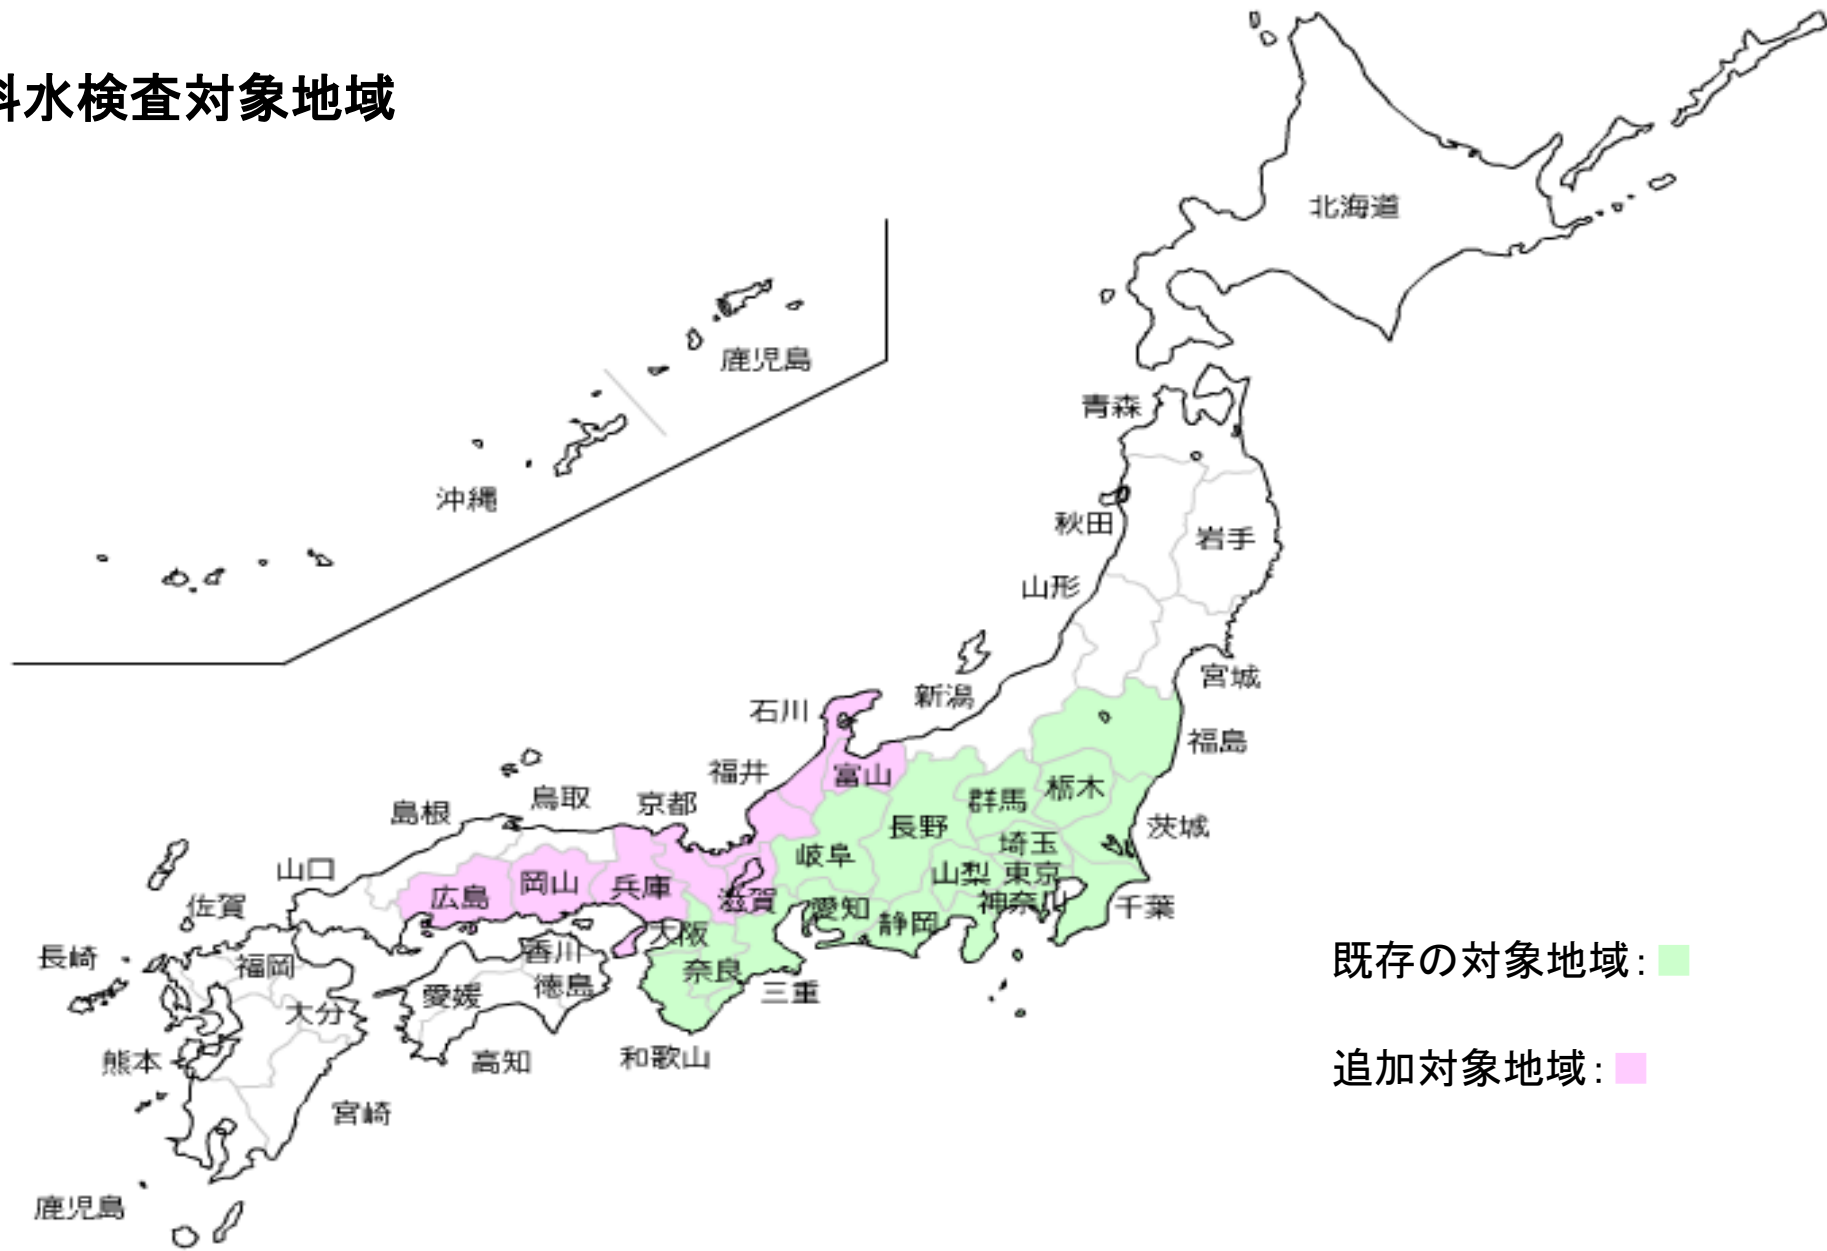 料水検査対象地域
北海道
鹿児島
青森
沖縄
秋田
岩手
山形
宮城
新潟
石川
福島
福井
富山
栃木
群馬
鳥取
京都
島根
長野
茨城
埼玉
岐阜
山口
山梨
東京
岡山
兵庫
広島
滋賀
神奈川
千葉
佐賀
愛知
静岡
大阪
香川
長崎
福岡
奈良
既存の対象地域：
徳島
三重
愛媛
大分
熊本
高知
和歌山
追加対象地域：
宮崎
鹿児島